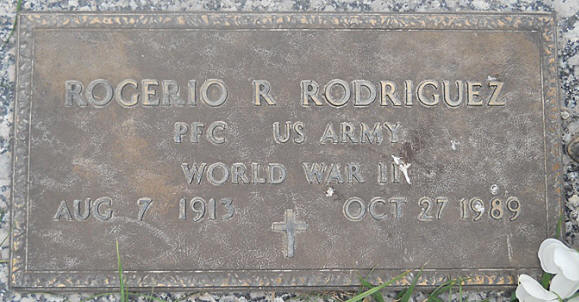 ROGERIO R RODRIGUEZ
PFC US ARMY
WORLD WAR II
AUG 7 1913 OCT 27 1989